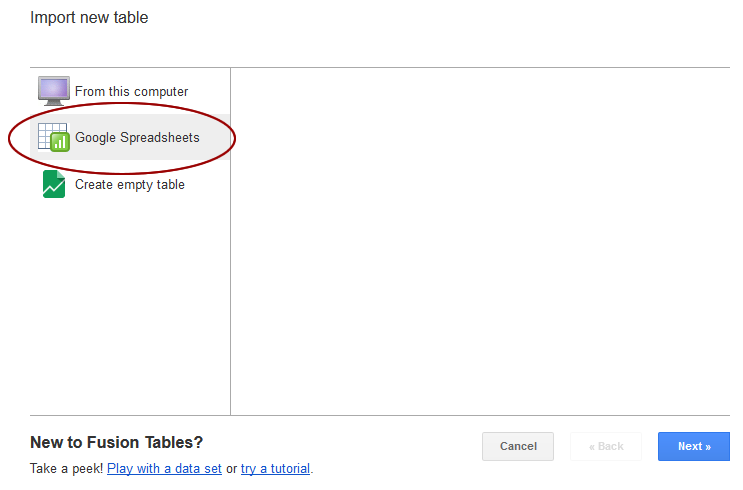 Import new table
From this computer
Google Spreadsheets
Create empty table
New to Fusion Tables?
Take a peek! Play with a data set or try a tutorial.
Cancel
« Back
Next »